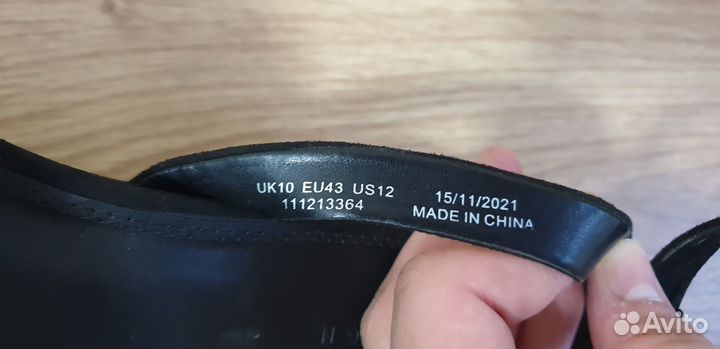 UK10 EU43 US12
111213364
15/11/2021
MADE IN CHINA
Avito